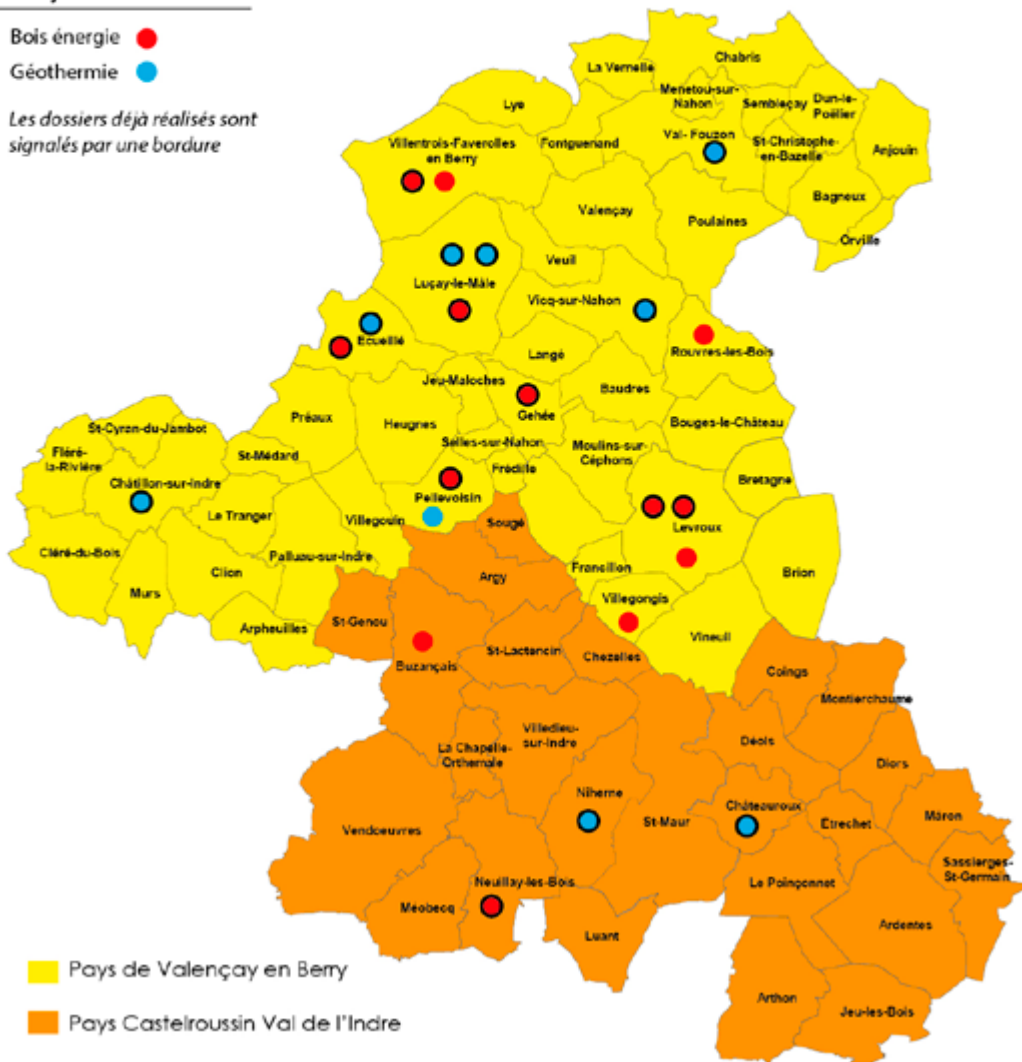 Bois énergie
Géothermie
Les dossiers déjà réalisés sont
signalés par une bordure
Chabris
La Vernelle
Menetou-sur-
Nahon
Sembleçay
Dun-le-
Poëlier
Lye
Villentrois-Faverolles
en Berry
Fontguenand
Val- Fouzon
St-Christophe-
en-Bazelle
Anjouin
Valençay
Poulaines
Bagneux
Orville
Veuil
Luçay-le-Mâle
Vicq-sur-Nahon
Ecueillé
Rouvres-les-Bois
Langé
Jeu-Maloches
Baudres
Gehée
Préaux
Heugnes
Bouges-le-Château
St-Cyran-du-Jambot
Selles-sur-Nahon
Moulins-sur-
Céphons
Fléré-
la-Rivière
St-Médard
Frédille
Bretagne
Châtillon-sur-Indre
Pellevoisin
Le Tranger
Villegouin
Sougé
Levroux
Cléré-du-Bois
Palluau-sur-Indre
Francillon
Brion
Clion
Argy
Murs
Villegongis
Arpheuilles
St-Genou
Vineuil
St-Lactencin
Chezelles
Buzançais
Coings
Montierchaume
Villedieu-
sur-Indre
Déols
La Chapelle-
Orthemale
Diors
Niherne
Châteauroux
Vendoeuvres
St-Maur
Etrechet
Mâron
Sassierges-
St-Germain
Neuillay-les-Bois
Le Poinçonnet
Méobecq
Ardentes
Luant
Arthon
Jeu-les-Bois
Pays de Valençay en Berry
Pays Castelroussin Val de l'Indre